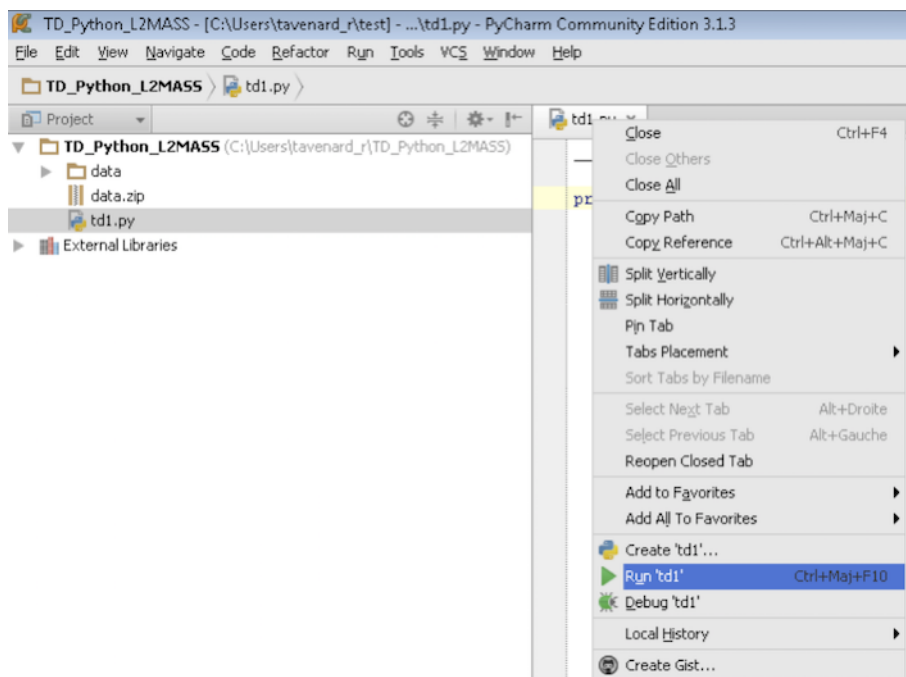 TD_Python_L2MASS - [C:\Users\tavenard_r\test] - ...\td1.py - PyCharm Community Edition 3.1.3
File Edit View Navigate Code Refactor Run Tools VCS Window Help
TD_Python_L2MASS td1.py
Project
td1.py
TD_Python_L2MASS (C:\Users\tavenard_r\TD_Python_L2MASS)
data
data.zip
td1.py
External Libraries
pr
Close Ctrl+F4
Close Others
Close All
Copy Path Ctrl+Maj+C
Copy Reference Ctrl+Alt+Maj+C
Split Vertically
Split Horizontally
Pin Tab
Tabs Placement
Sort Tabs by Filename
Select Next Tab Alt+Droite
Select Previous Tab Alt+Gauche
Reopen Closed Tab
Add to Favorites
Add All To Favorites
Create 'td1'...
Run 'td1' Ctrl+Maj+F10
Debug 'td1'
Local History
Create Gist...